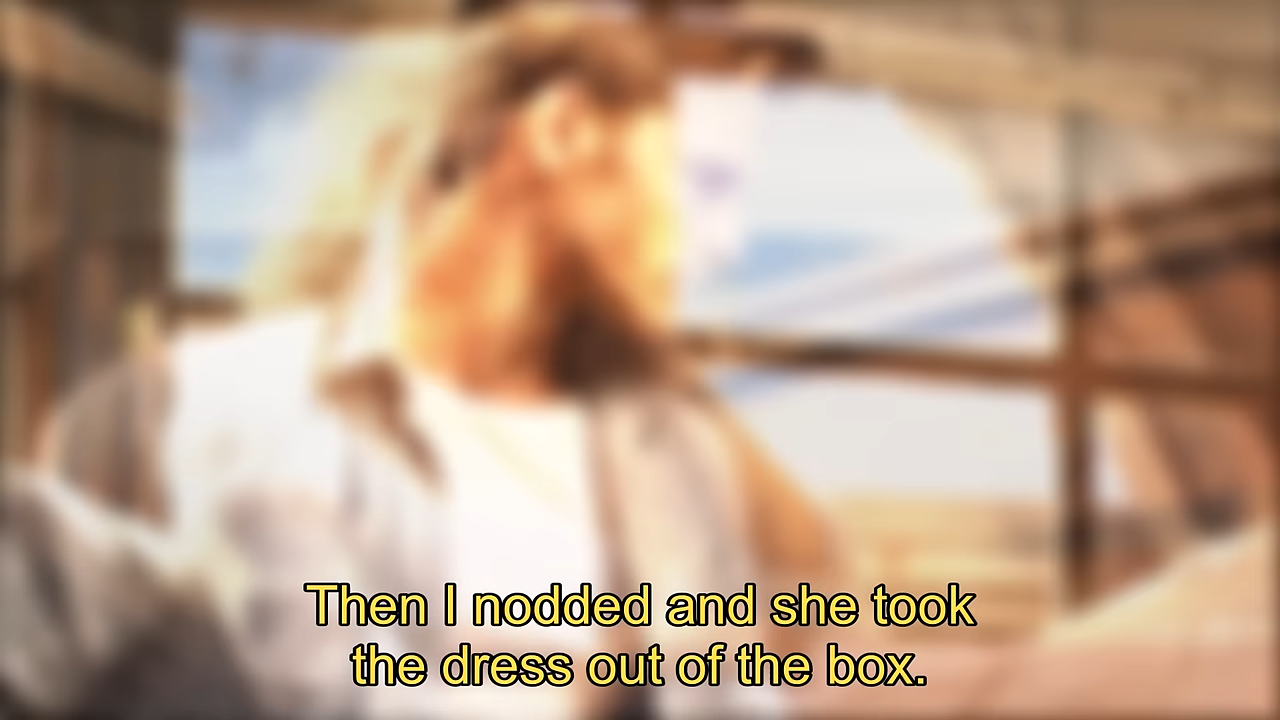 Then I nodded and she took
the dress out of the box.